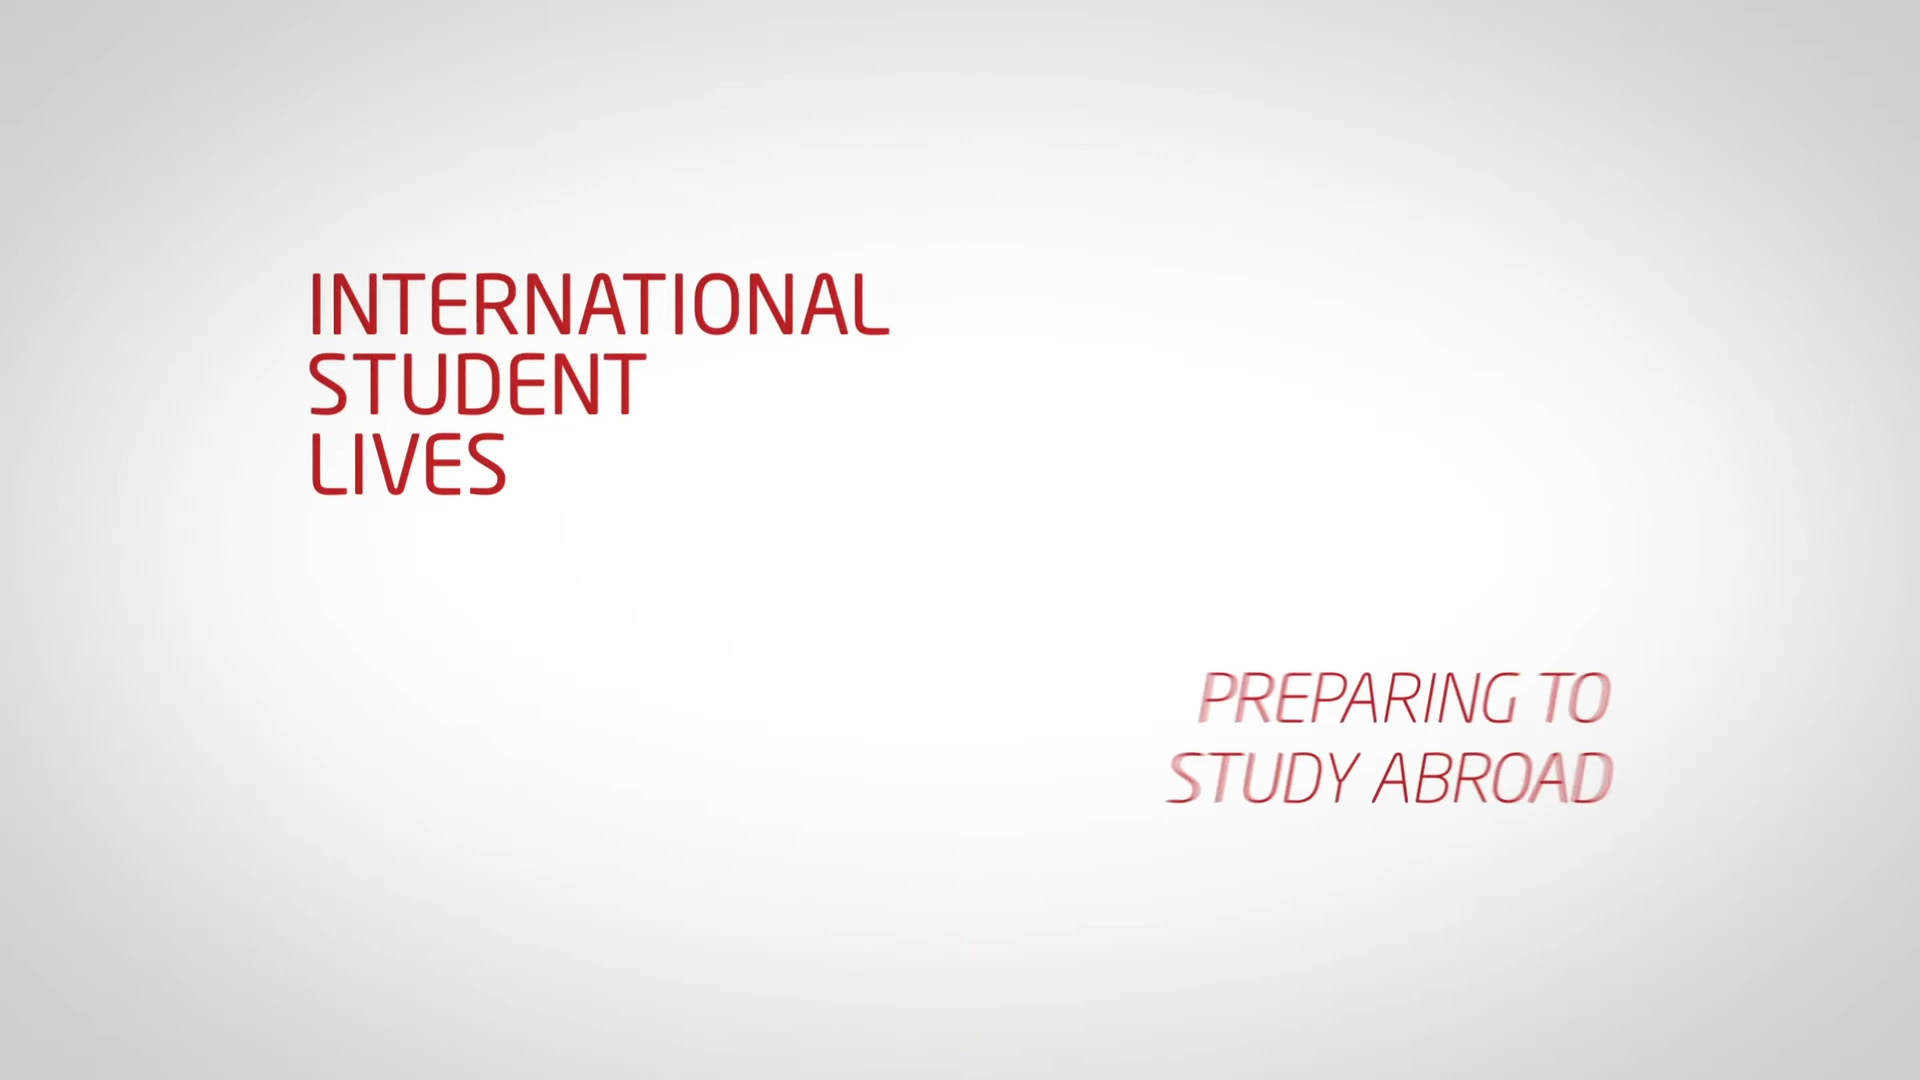 INTERNATIONAL
STUDENT
LIVES
PREPARING TO
STUDY ABROAD